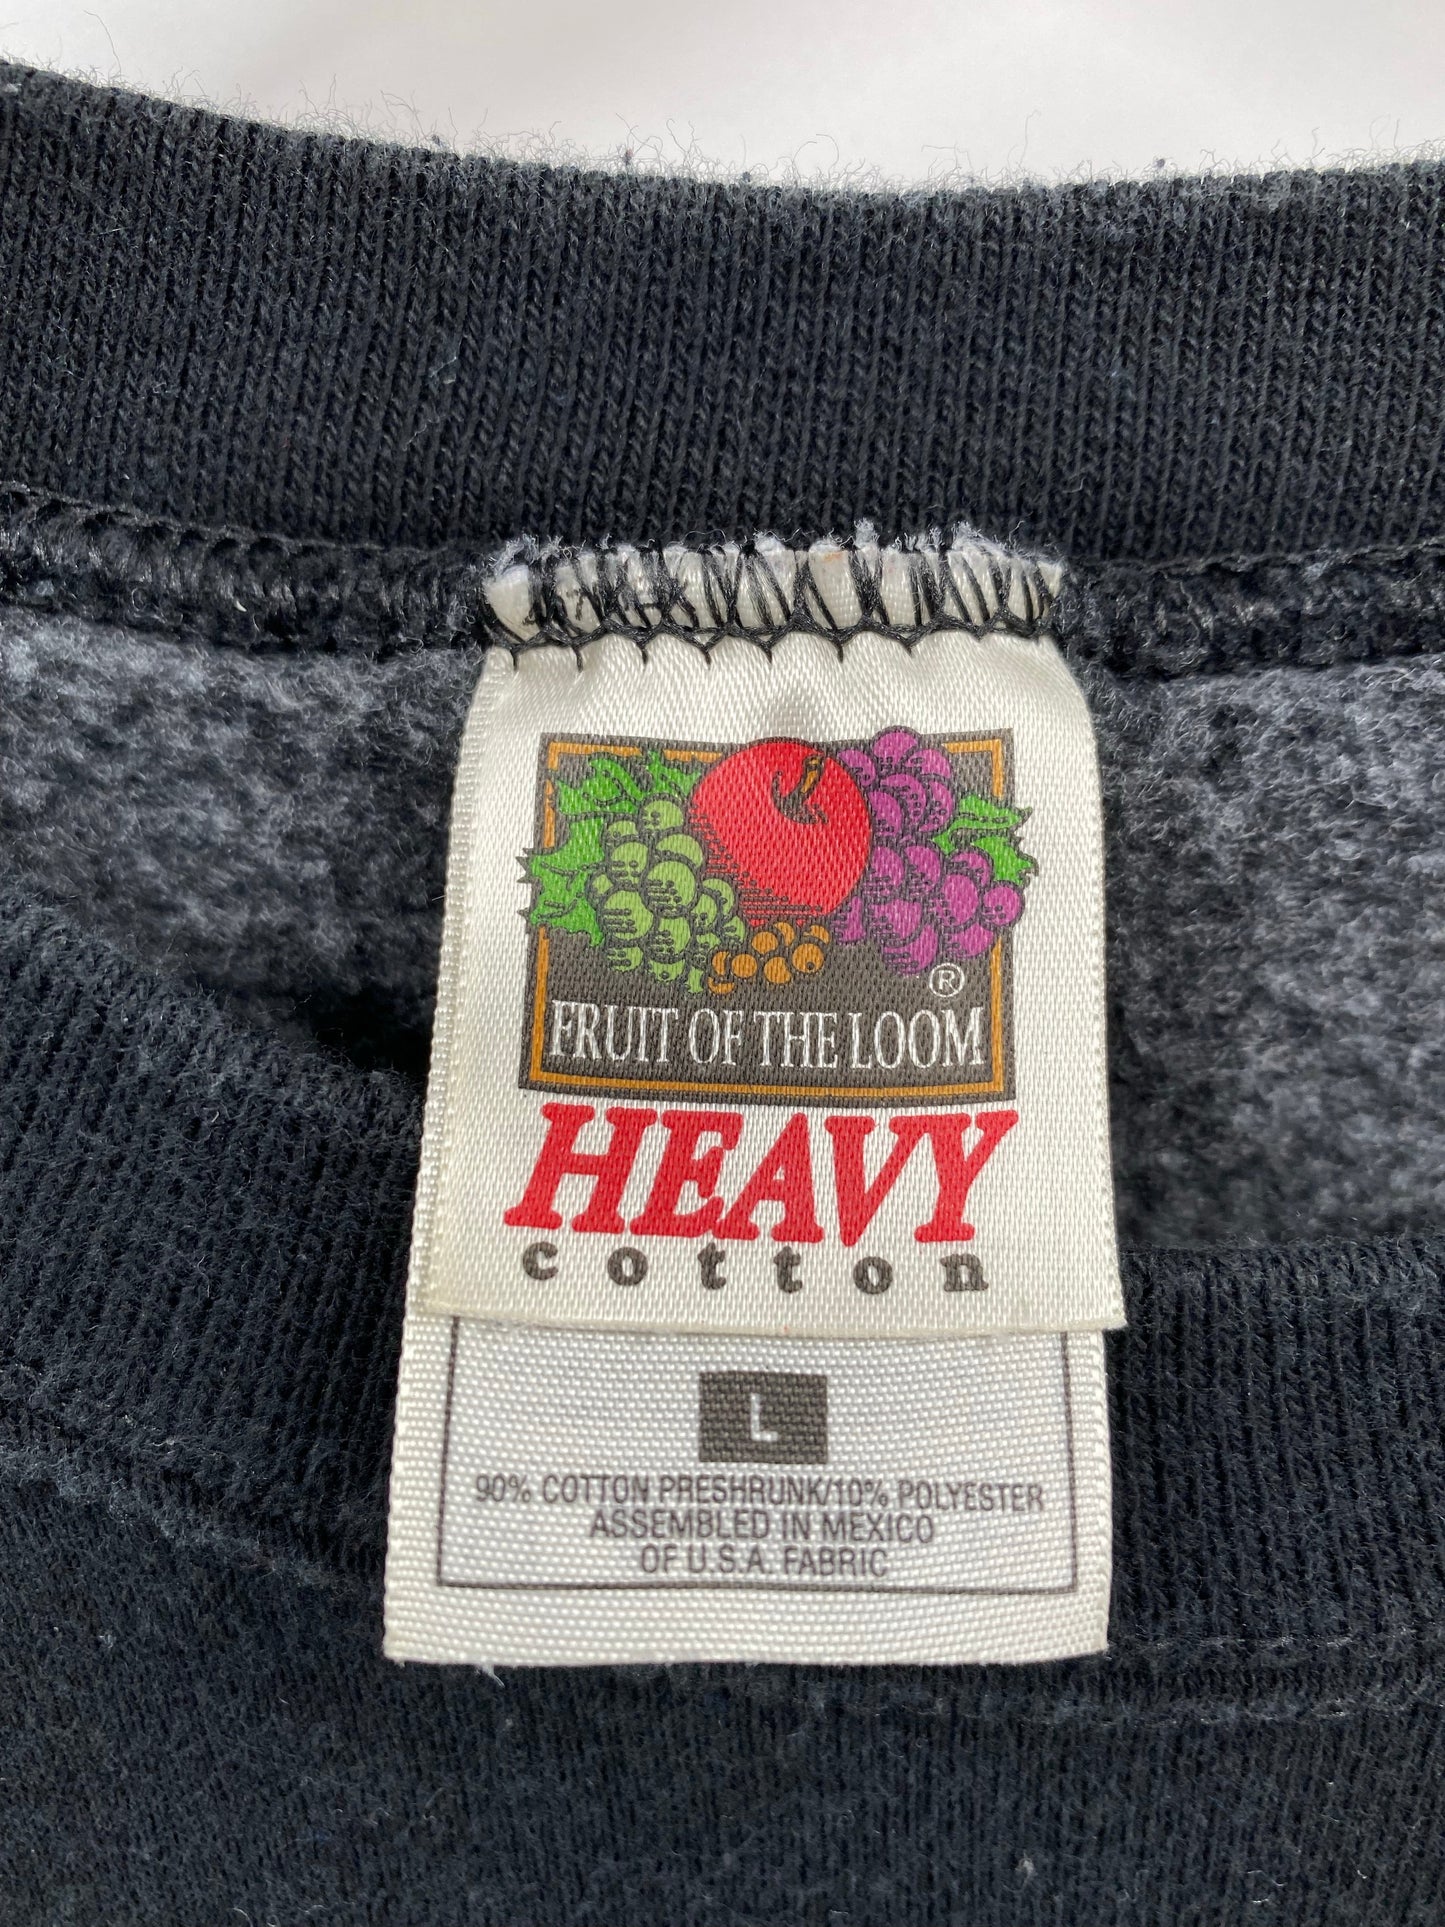 ®
FRUIT OF THE LOOM
HEAVY
cotton
L
90% COTTON PRESHRUNK/10% POLYESTER
ASSEMBLED IN MEXICO
OF U.S.A. FABRIC